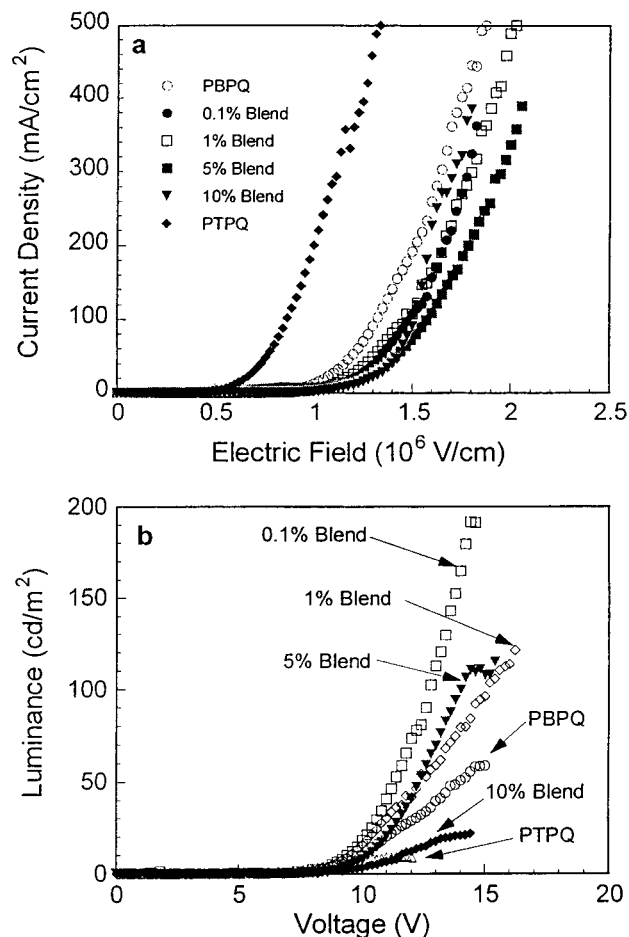 a
500
400
300
200
100
0
Current Density (mA/cm²)
PBPQ
0.1% Blend
1% Blend
5% Blend
10% Blend
PTPQ
0 0.5 1 1.5 2 2.5
Electric Field (10⁶ V/cm)
b
200
150
100
50
0
Luminance (cd/m²)
0.1% Blend
1% Blend
5% Blend
PBPQ
10% Blend
PTPQ
0 5 10 15 20
Voltage (V)